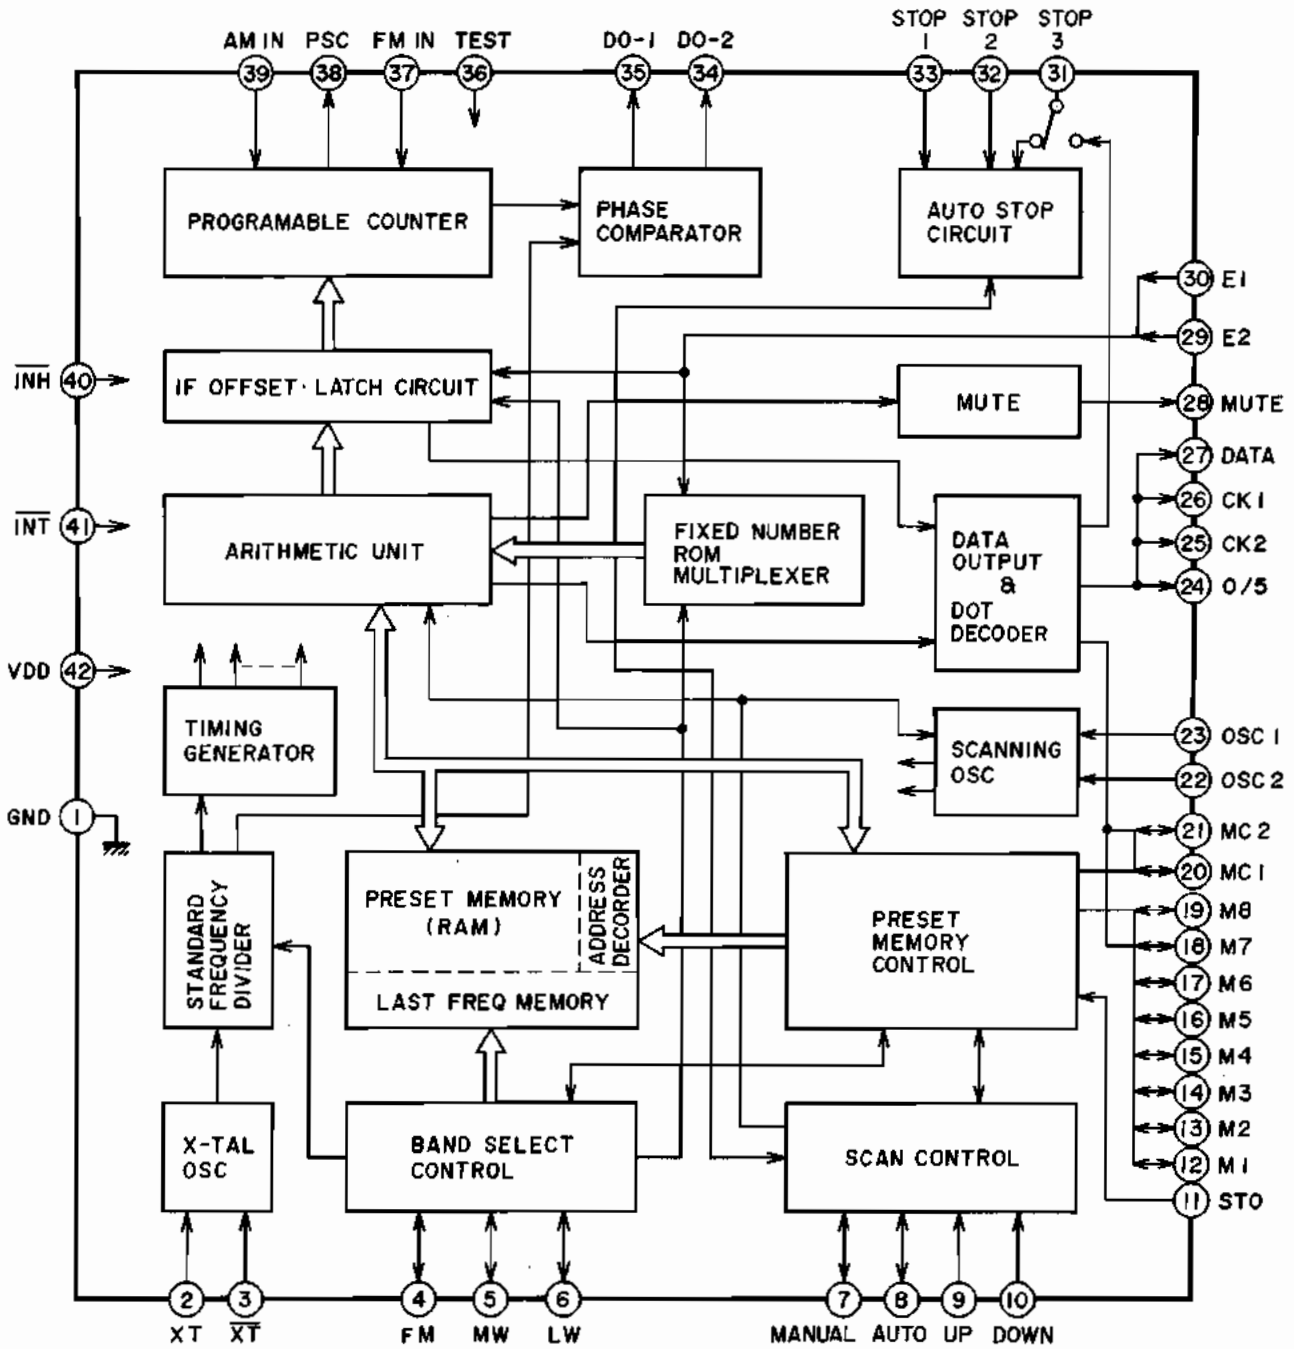 STOP STOP STOP
1 2 3
AM IN PSC FM IN TEST DO-1 DO-2
39 38 37 36 35 34 33 32 31
PROGRAMABLE COUNTER
PHASE
COMPARATOR
AUTO STOP
CIRCUIT
30 E1
29 E2
INH 40
IF OFFSET · LATCH CIRCUIT
MUTE
28 MUTE
27 DATA
26 CK1
25 CK2
24 0/5
INT 41
ARITHMETIC UNIT
FIXED NUMBER
ROM
MULTIPLEXER
DATA
OUTPUT
&
DOT
DECODER
VDD 42
TIMING
GENERATOR
SCANNING
OSC
23 OSC 1
22 OSC 2
GND 1
21 MC2
20 MC1
19 M8
18 M7
17 M6
16 M5
15 M4
14 M3
13 M2
12 M1
11 STO
STANDARD
FREQUENCY
DIVIDER
PRESET MEMORY
(RAM)
ADDRESS
DECORDER
LAST FREQ MEMORY
PRESET
MEMORY
CONTROL
X-TAL
OSC
BAND SELECT
CONTROL
SCAN CONTROL
2 3 4 5 6 7 8 9 10
XT X̅T̅ FM MW LW MANUAL AUTO UP DOWN